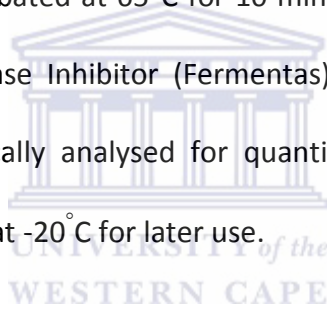 bated at 65°C for 10 min
ase Inhibitor (Fermentas)
ally analysed for quanti
at -20°C for later use.
UNIVERSITY of the
WESTERN CAPE